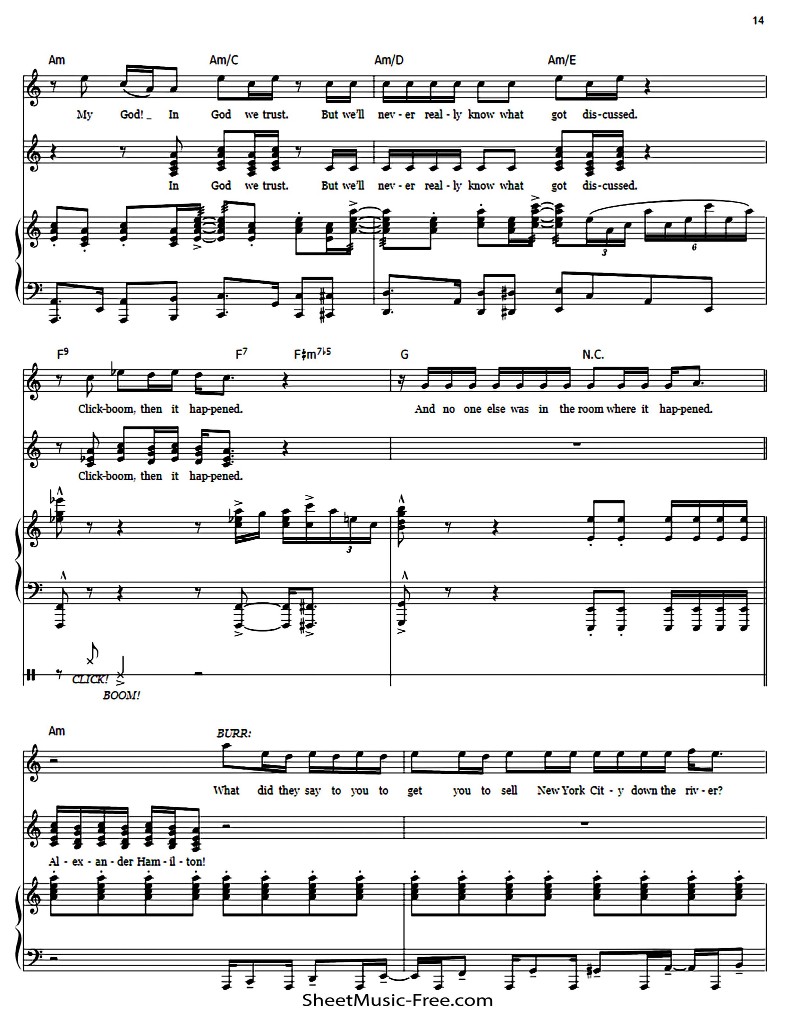 14
Am Am/C Am/D Am/E
My God!_ In God we trust. But we'll nev - er real - ly know what got dis - cussed.
In God we trust. But we'll nev - er real - ly know what got dis - cussed.
3 6
F9 F7 F♯m7♭5 G N.C.
Click-boom, then it hap-pened. And no one else was in the room where it hap-pened.
Click-boom, then it hap-pened.
3
CLICK!
BOOM!
Am BURR:
What did they say to you to get you to sell New York Cit - y down the riv - er?
Al - ex - an - der Ham - il - ton!
SheetMusic-Free.com